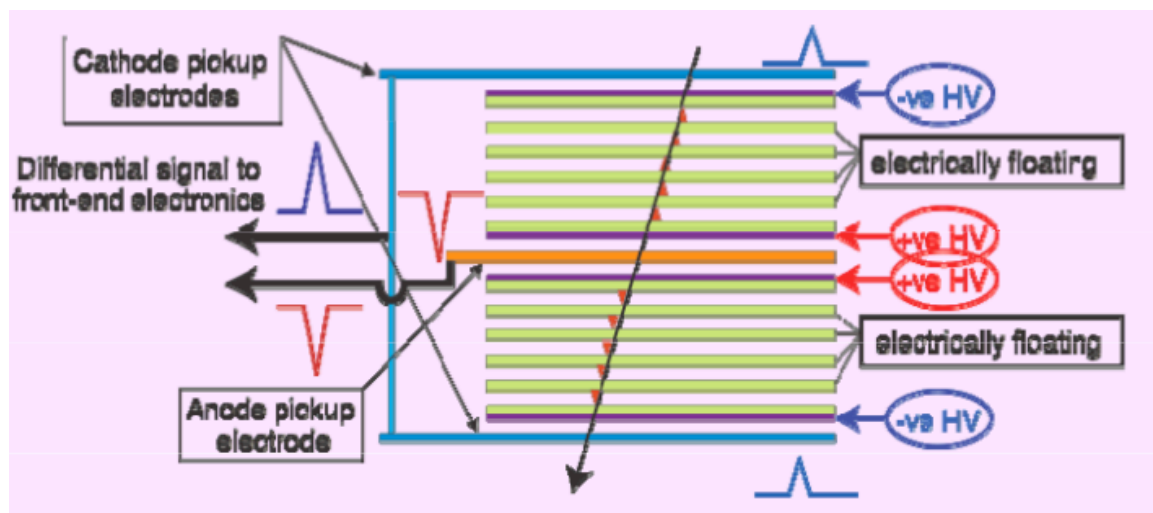 Cathode pickup
electrodes
-ve HV
Differential signal to
front-end electronics
electrically floating
+ve HV
+ve HV
electrically floating
Anode pickup
electrode
-ve HV